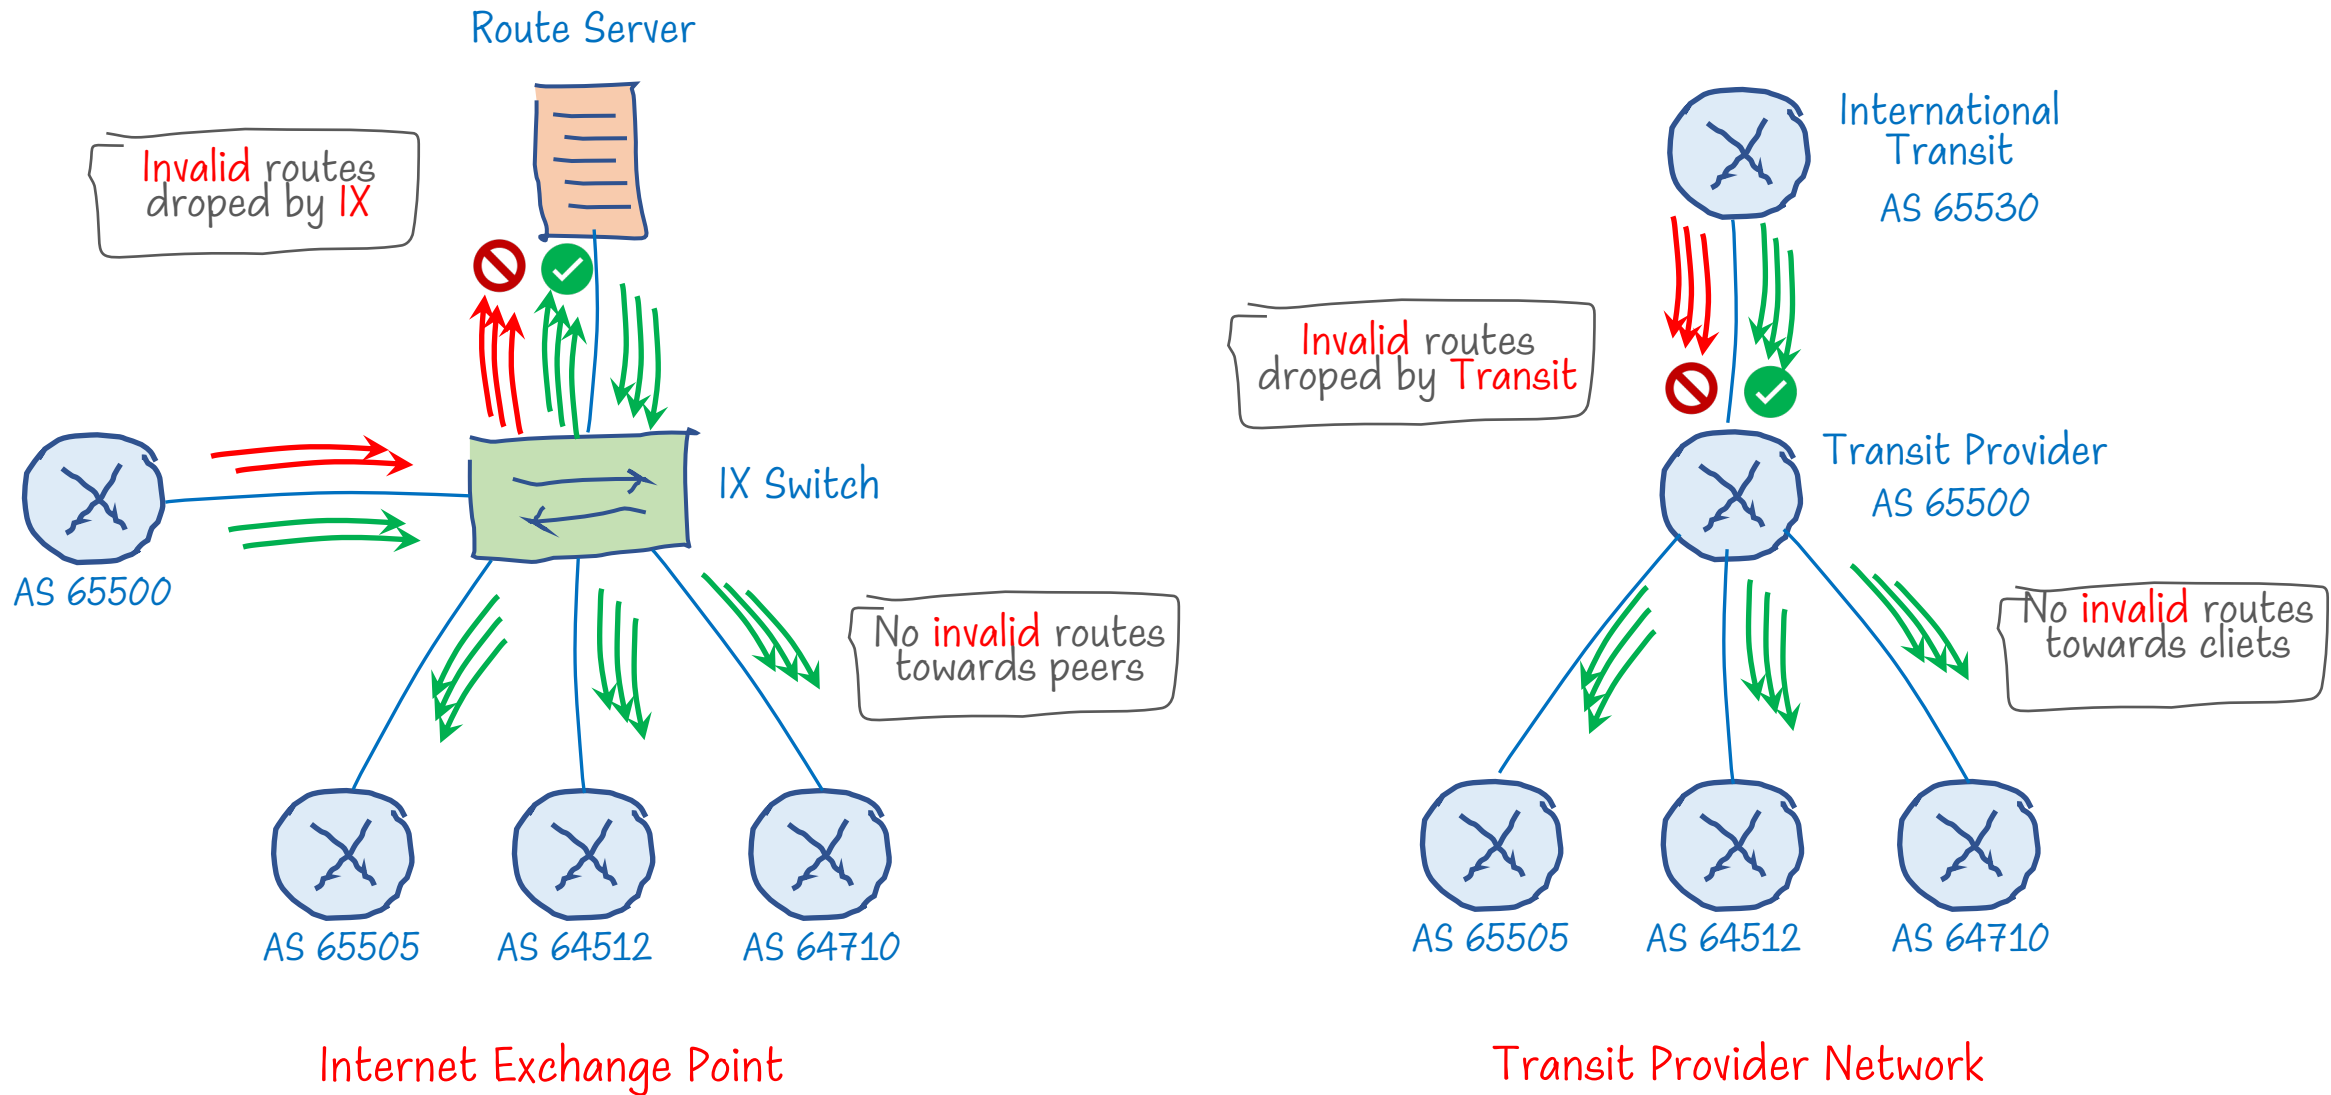 Route Server
Invalid routes
droped by IX
IX Switch
AS 65500
No invalid routes
towards peers
AS 65505
AS 64512
AS 64710
Internet Exchange Point
International
Transit
AS 65530
Invalid routes
droped by Transit
Transit Provider
AS 65500
No invalid routes
towards cliets
AS 65505
AS 64512
AS 64710
Transit Provider Network